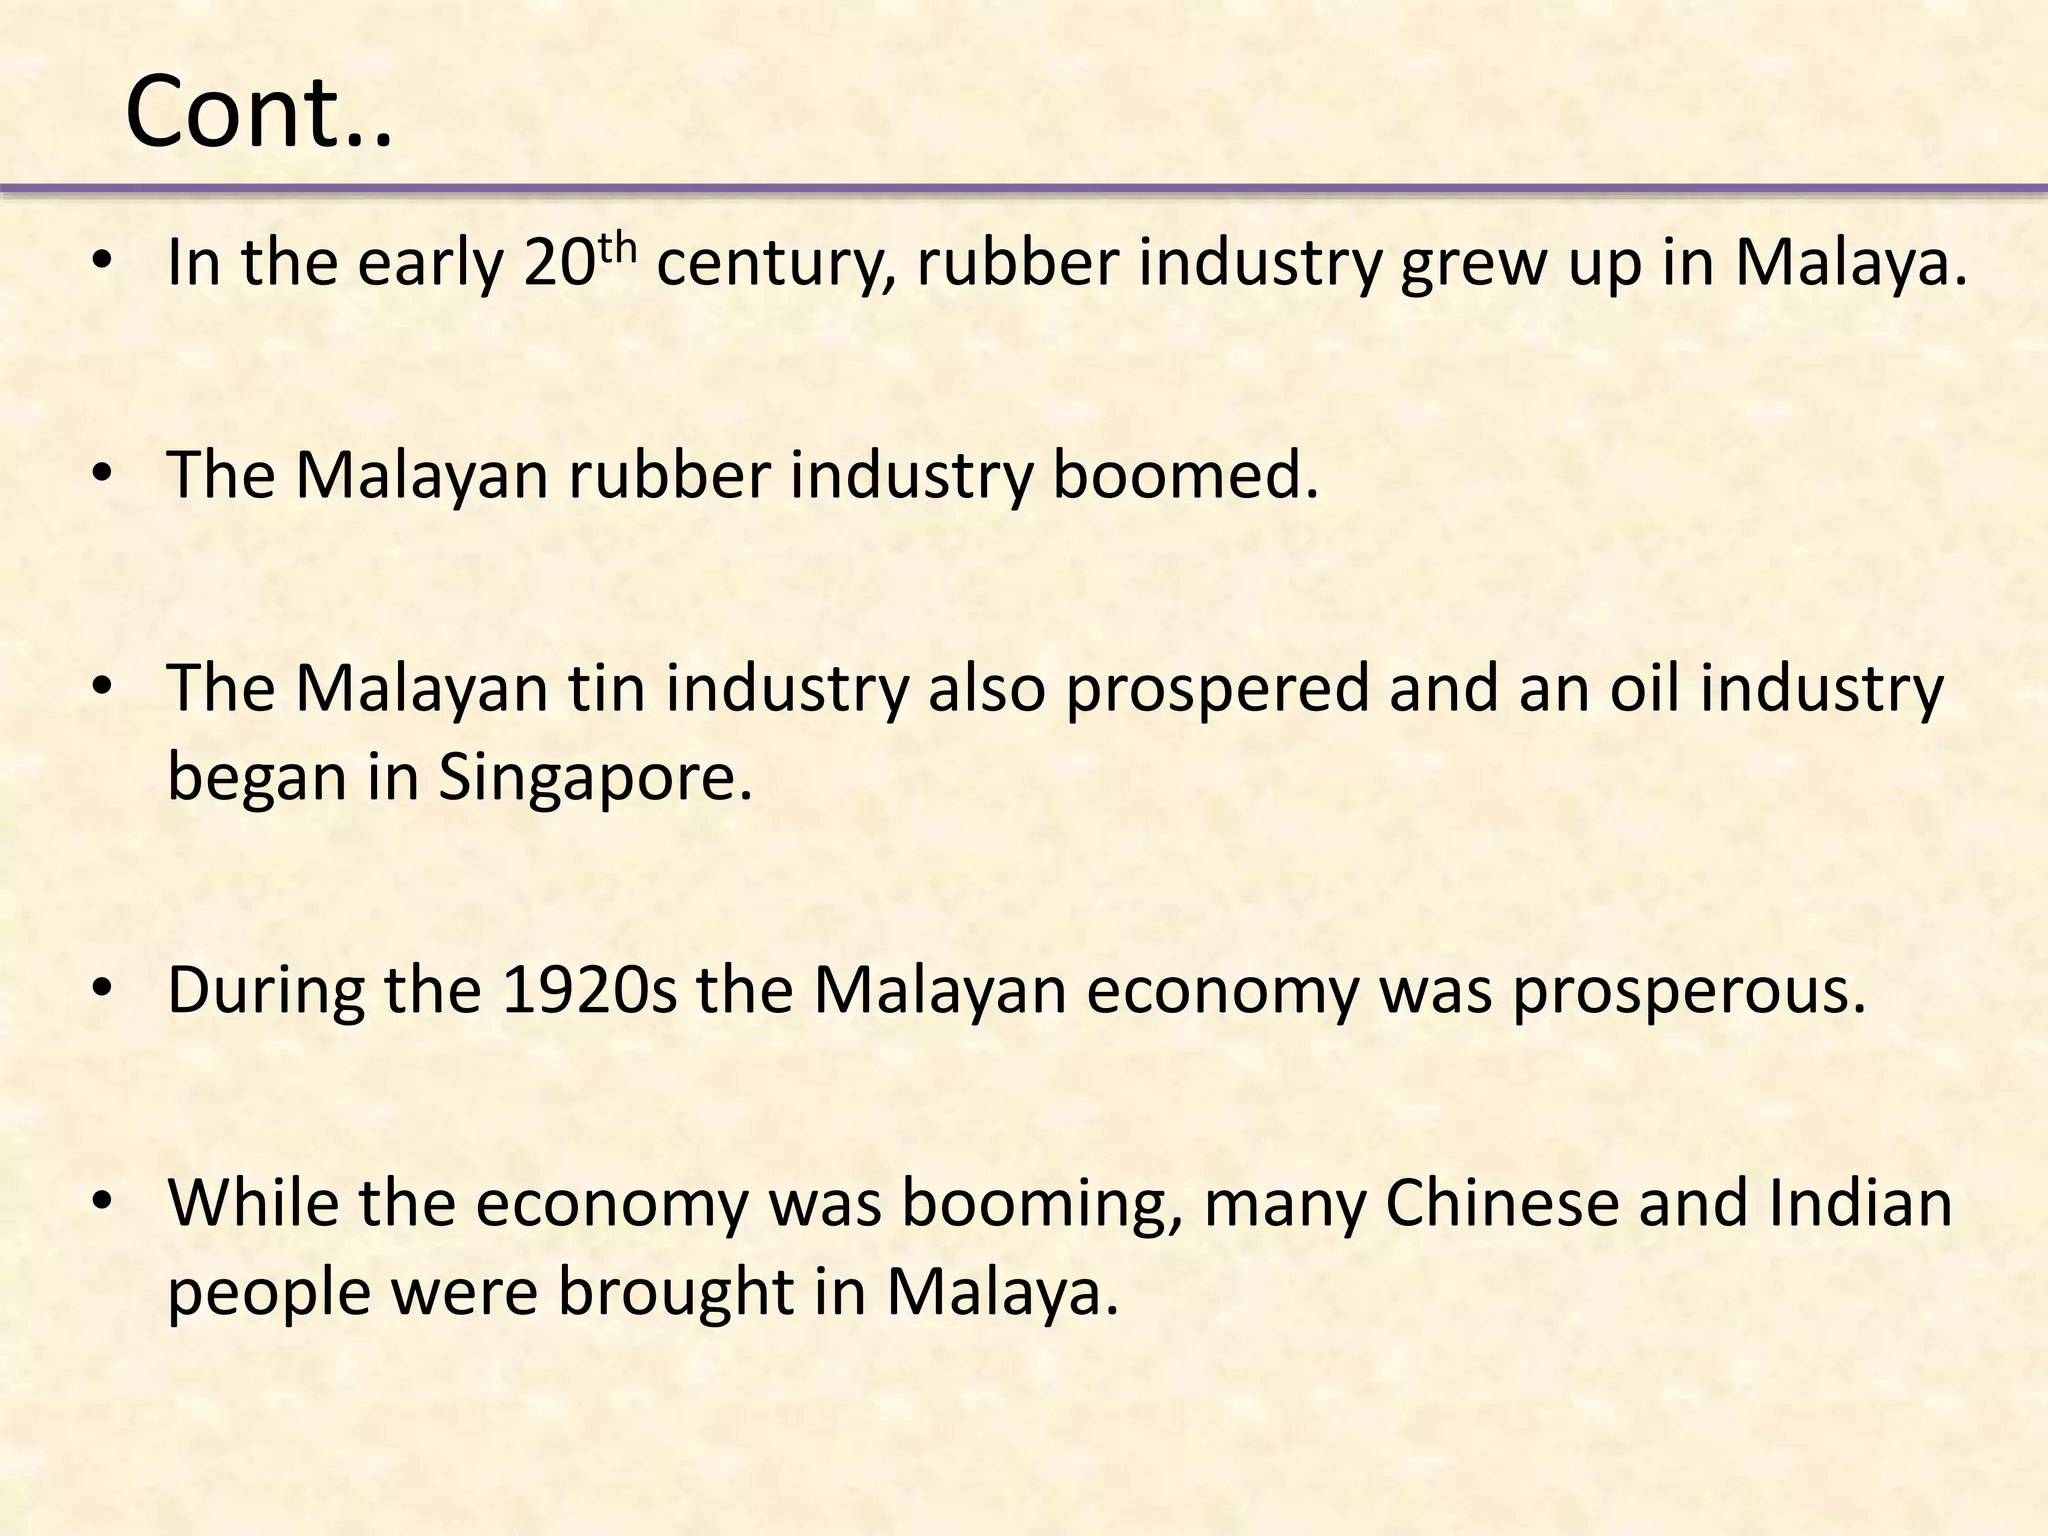 Cont..
• In the early 20th century, rubber industry grew up in Malaya.
• The Malayan rubber industry boomed.
• The Malayan tin industry also prospered and an oil industry
began in Singapore.
• During the 1920s the Malayan economy was prosperous.
• While the economy was booming, many Chinese and Indian
people were brought in Malaya.